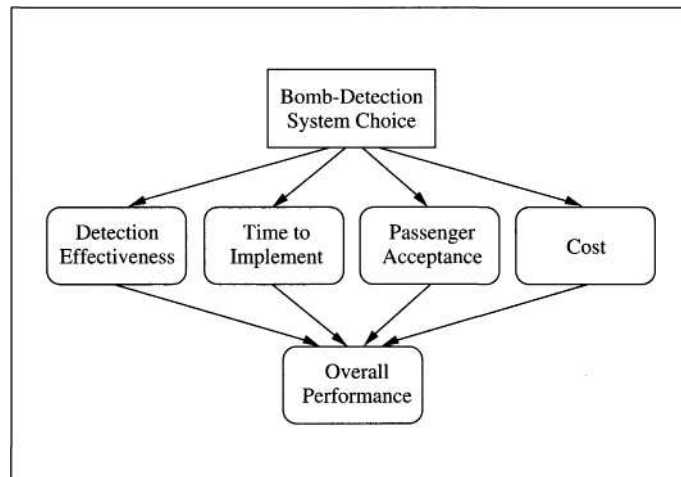 Bomb-Detection
System Choice
Detection
Effectiveness
Time to
Implement
Passenger
Acceptance
Cost
Overall
Performance